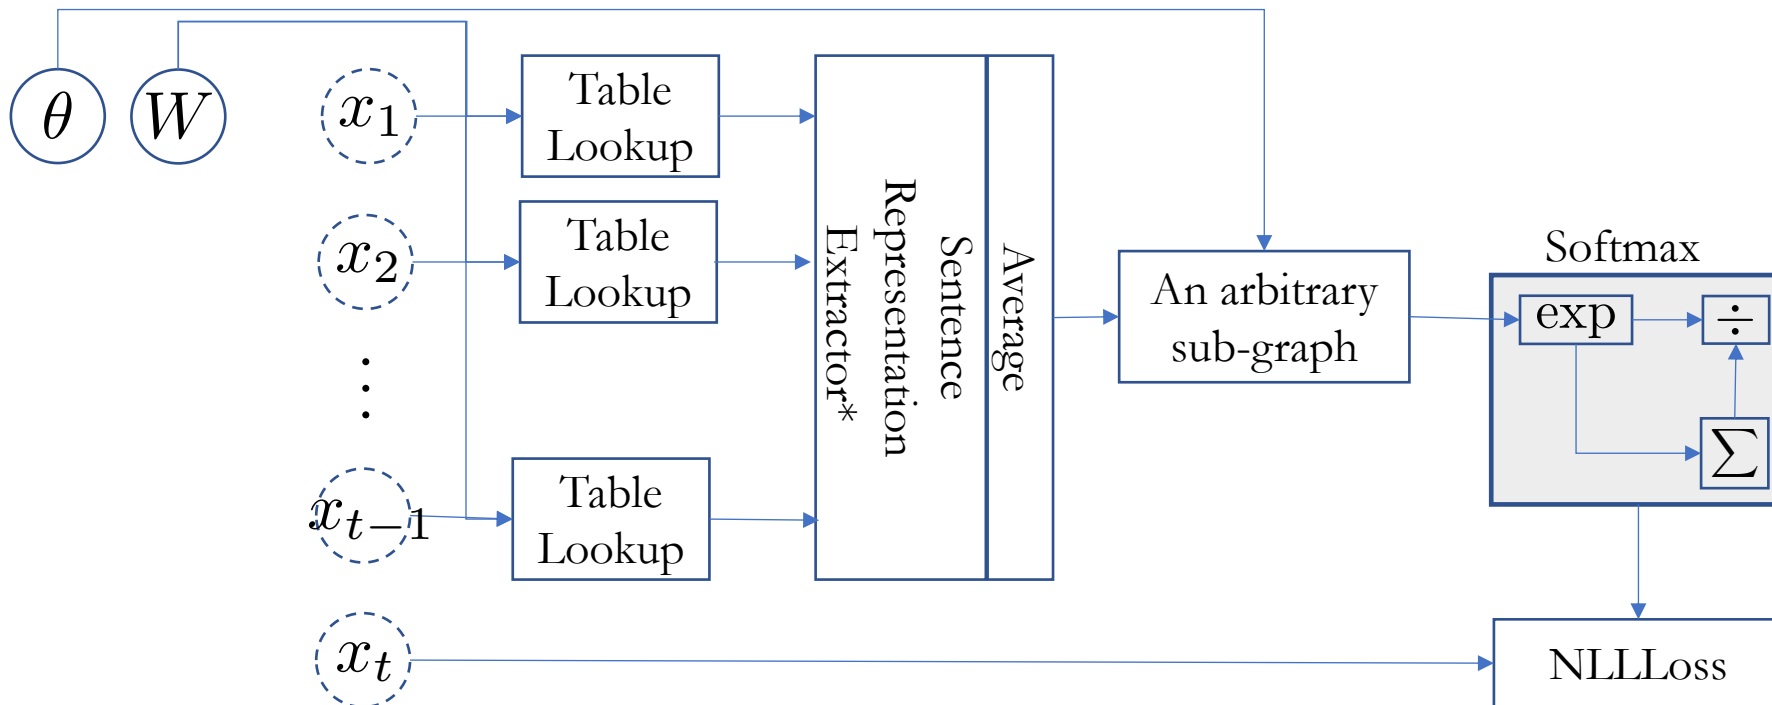 θ
W
x₁
Table
Lookup
x₂
Table
Lookup
⋮
xₜ₋₁
Table
Lookup
xₜ
Sentence
Representation
Extractor*
Average
An arbitrary
sub-graph
Softmax
exp
÷
∑
NLLLoss